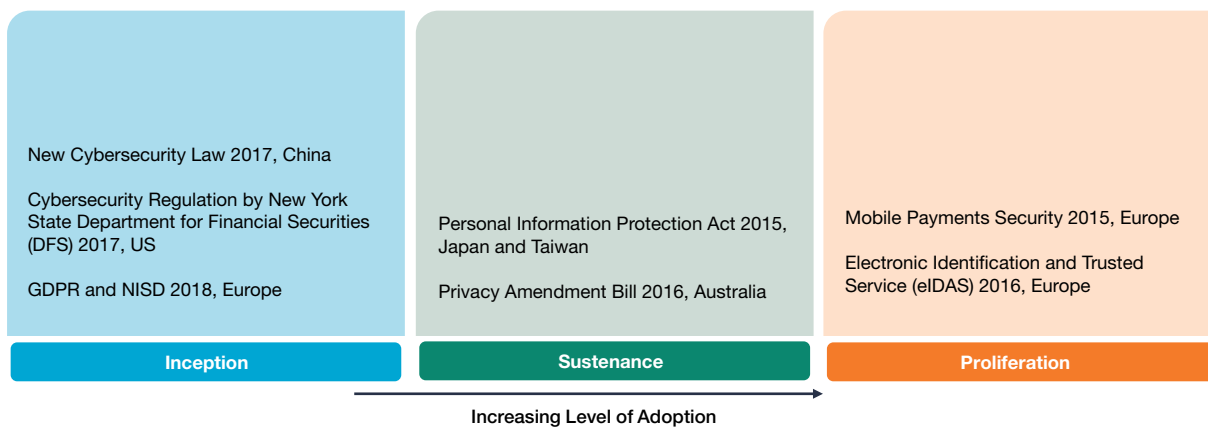 New Cybersecurity Law 2017, China
Cybersecurity Regulation by New York
State Department for Financial Securities
(DFS) 2017, US
GDPR and NISD 2018, Europe
Inception
Personal Information Protection Act 2015,
Japan and Taiwan
Privacy Amendment Bill 2016, Australia
Sustenance
Mobile Payments Security 2015, Europe
Electronic Identification and Trusted
Service (eIDAS) 2016, Europe
Proliferation
Increasing Level of Adoption